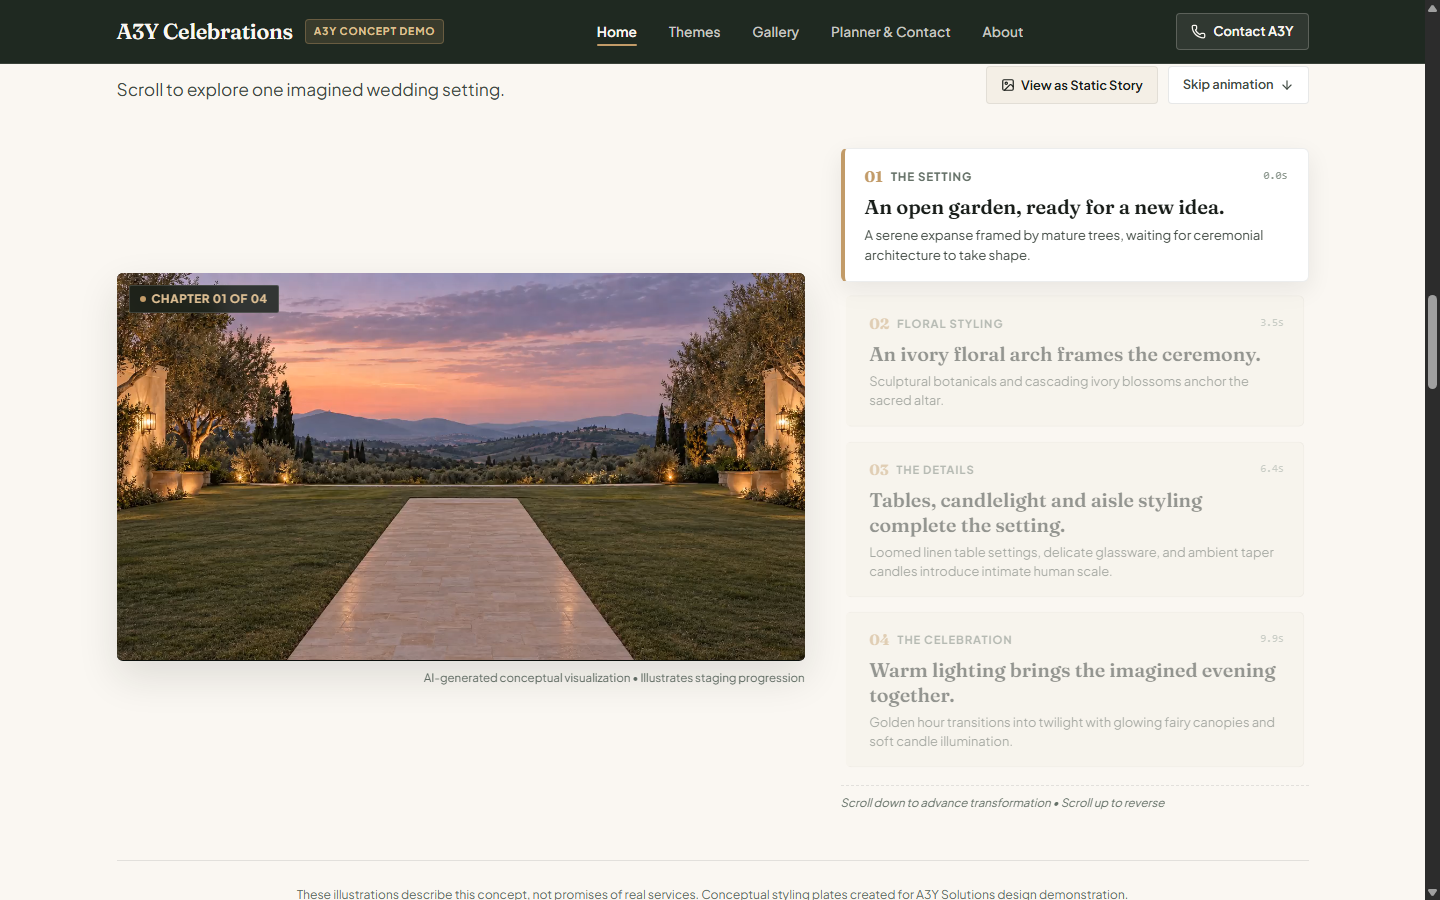 A3Y Celebrations
A3Y CONCEPT DEMO
Home
Themes
Gallery
Planner & Contact
About
Contact A3Y
Scroll to explore one imagined wedding setting.
View as Static Story
Skip animation
CHAPTER 01 OF 04
AI-generated conceptual visualization • Illustrates staging progression
01 THE SETTING
0.0s
An open garden, ready for a new idea.
A serene expanse framed by mature trees, waiting for ceremonial
architecture to take shape.
02 FLORAL STYLING
3.5s
An ivory floral arch frames the ceremony.
Sculptural botanicals and cascading ivory blossoms anchor the
sacred altar.
03 THE DETAILS
6.4s
Tables, candlelight and aisle styling
complete the setting.
Loomed linen table settings, delicate glassware, and ambient taper
candles introduce intimate human scale.
04 THE CELEBRATION
9.9s
Warm lighting brings the imagined evening
together.
Golden hour transitions into twilight with glowing fairy canopies and
soft candle illumination.
Scroll down to advance transformation • Scroll up to reverse
These illustrations describe this concept, not promises of real services. Conceptual styling plates created for A3Y Solutions design demonstration.